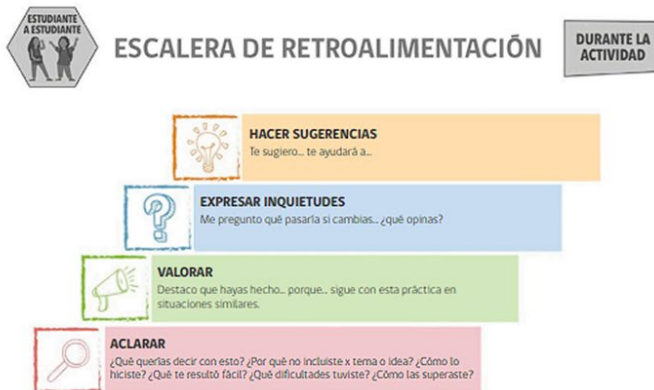 ESTUDIANTE
A ESTUDIANTE
ESCALERA DE RETROALIMENTACIÓN
DURANTE LA
ACTIVIDAD
HACER SUGERENCIAS
Te sugiero... te ayudará a...
EXPRESAR INQUIETUDES
Me pregunto qué pasaría si cambias... ¿qué opinas?
VALORAR
Destaco que hayas hecho... porque... sigue con esta práctica en
situaciones similares.
ACLARAR
¿Qué querías decir con esto? ¿Por qué no incluiste x tema o idea? ¿Cómo lo
hiciste? ¿Qué te resultó fácil? ¿Qué dificultades tuviste? ¿Cómo las superaste?